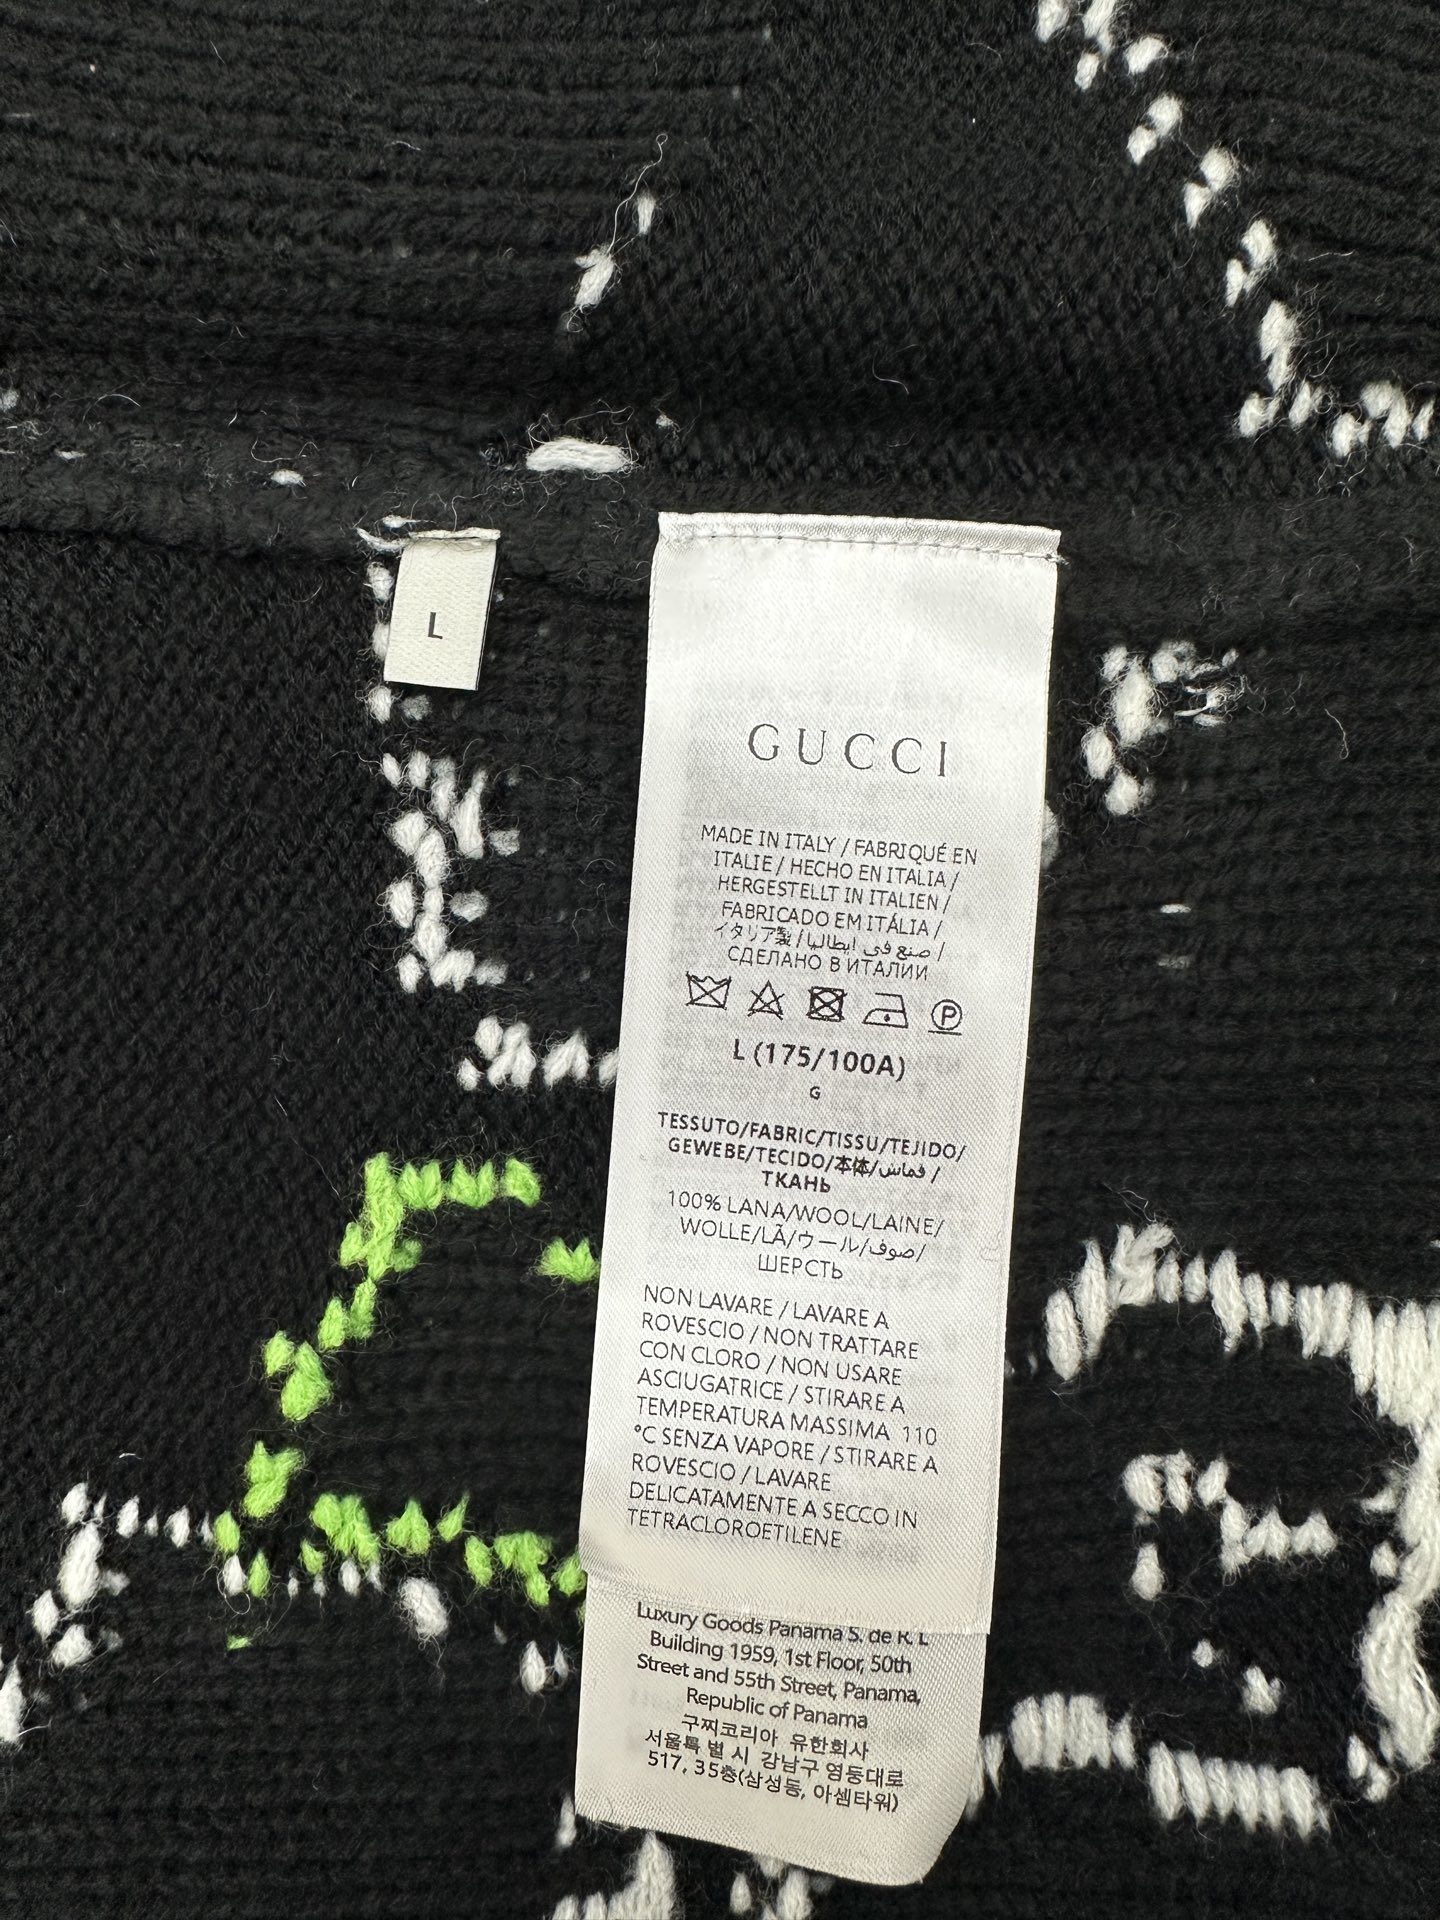 L
GUCCI
MADE IN ITALY / FABRIQUÉ EN
ITALIE / HECHO EN ITALIA /
HERGESTELLT IN ITALIEN /
FABRICADO EM ITÁLIA /
イタリア製 / صنع في ايطاليا /
СДЕЛАНО В ИТАЛИИ
P
L (175/100A)
G
TESSUTO/FABRIC/TISSU/TEJIDO/
GEWEBE/TECIDO/本体/قماش /
ТКАНЬ
100% LANA/WOOL/LAINE/
WOLLE/LÃ/ウール/صوف/
ШЕРСТЬ
NON LAVARE / LAVARE A
ROVESCIO / NON TRATTARE
CON CLORO / NON USARE
ASCIUGATRICE / STIRARE A
TEMPERATURA MASSIMA 110
°C SENZA VAPORE / STIRARE A
ROVESCIO / LAVARE
DELICATAMENTE A SECCO IN
TETRACLOROETILENE
Luxury Goods Panama S. de R. L
Building 1959, 1st Floor, 50th
Street and 55th Street, Panama,
Republic of Panama
구찌코리아 유한회사
서울특 별 시 강남구 영동대로
517, 35층(삼성동, 아셈타워)